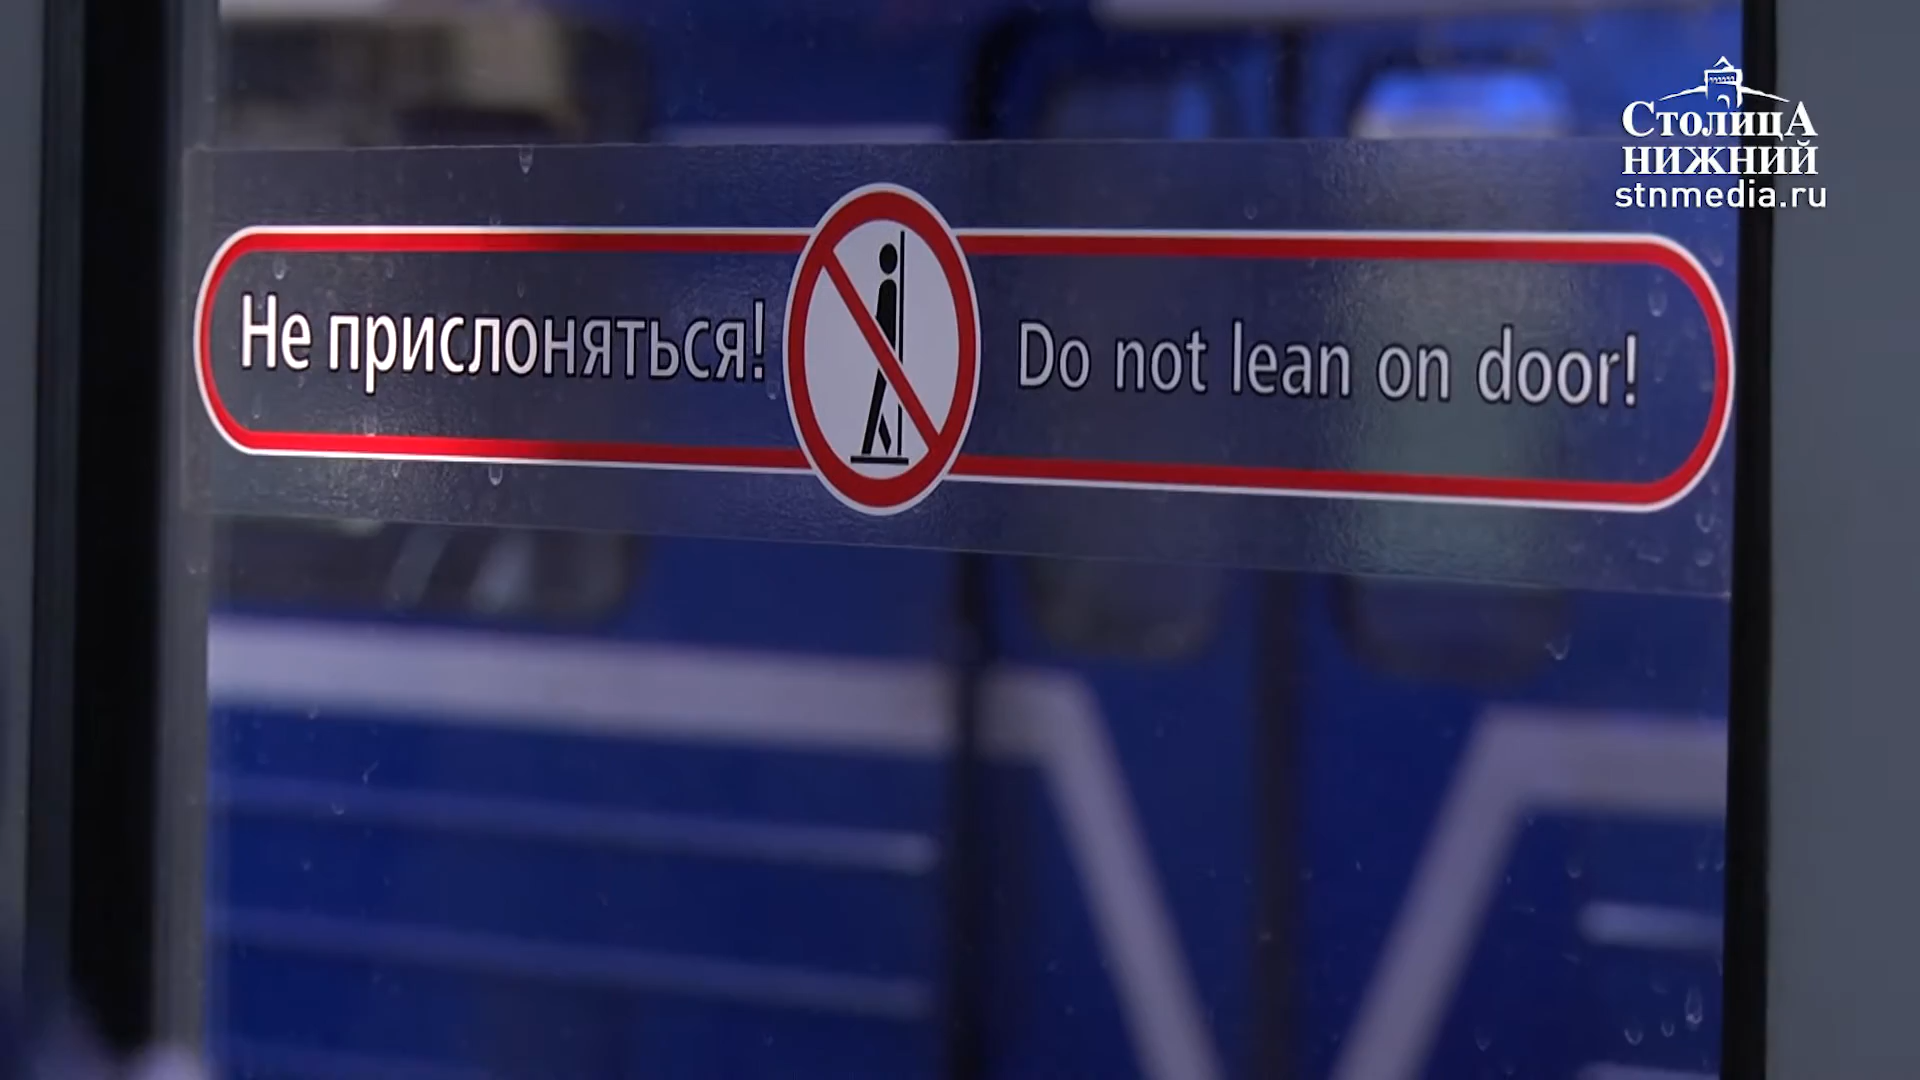 СтолицА
нижний
stnmedia.ru
Не прислоняться!
Do not lean on door!